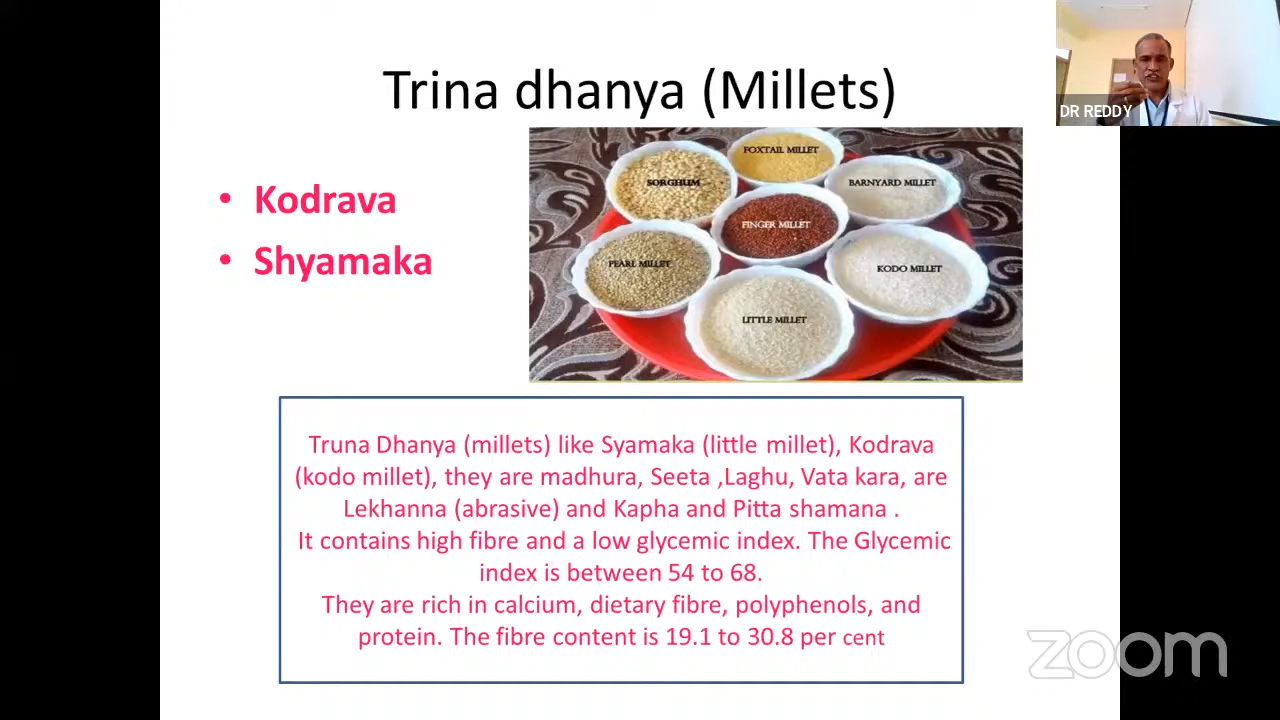 Trina dhanya (Millets)
DR REDDY
• Kodrava
• Shyamaka
FOXTAIL MILLET
SORGHUM
BARNYARD MILLET
FINGER MILLET
PEARL MILLET
KODO MILLET
LITTLE MILLET
Truna Dhanya (millets) like Syamaka (little millet), Kodrava
(kodo millet), they are madhura, Seeta ,Laghu, Vata kara, are
Lekhanna (abrasive) and Kapha and Pitta shamana .
It contains high fibre and a low glycemic index. The Glycemic
index is between 54 to 68.
They are rich in calcium, dietary fibre, polyphenols, and
protein. The fibre content is 19.1 to 30.8 per cent
zoom